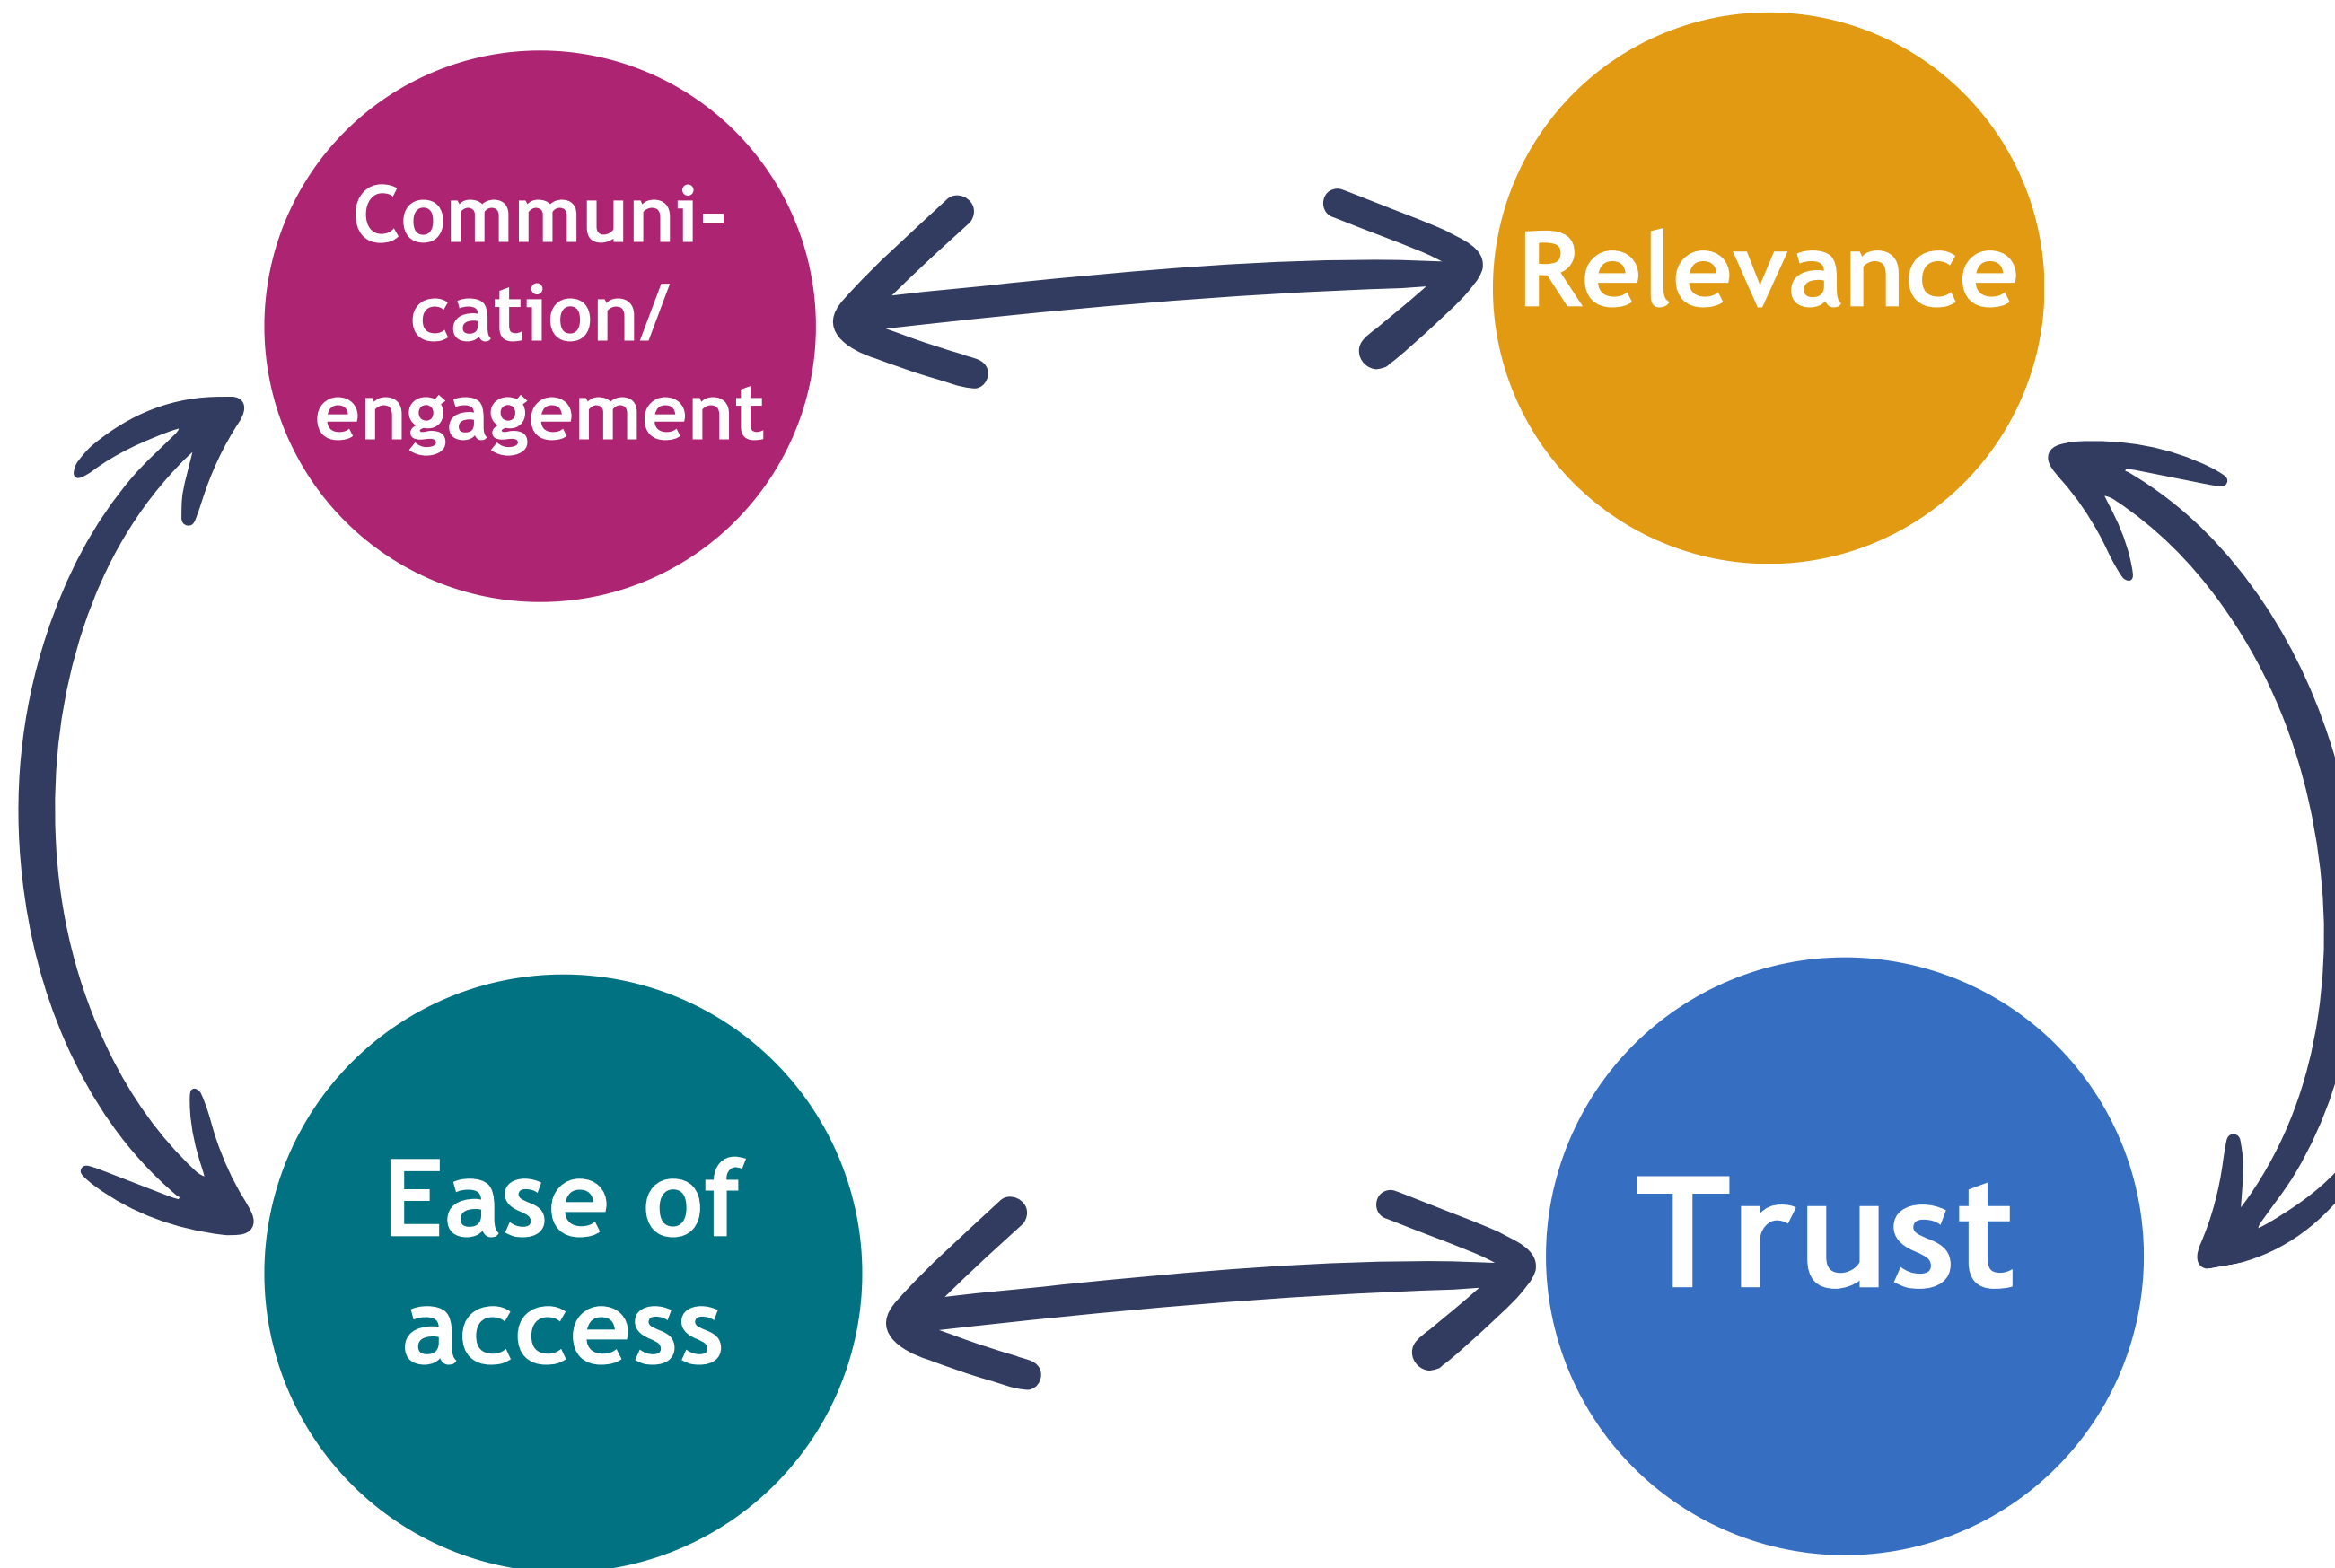 Communi-
cation/
engagement
Relevance
Ease of
access
Trust